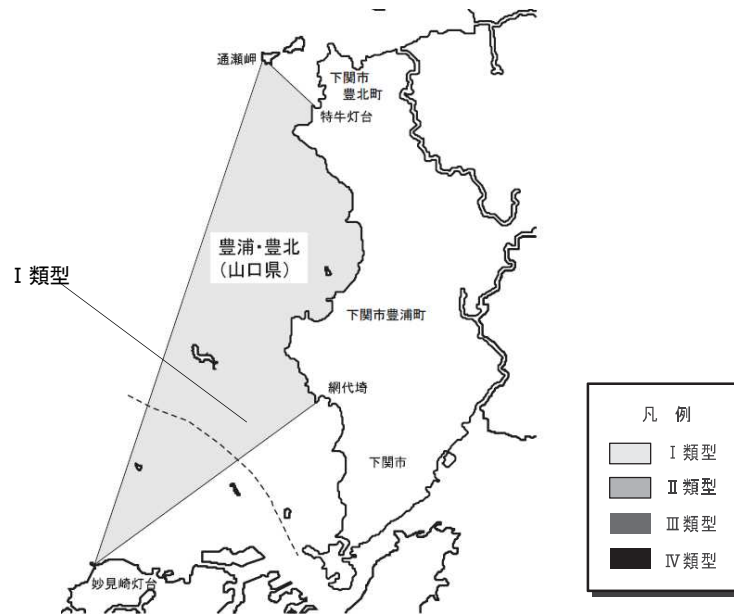 通瀬岬
下関市
豊北町
特牛灯台
豊浦・豊北
(山口県)
Ⅰ 類型
下関市豊浦町
網代埼
下関市
妙見崎灯台
凡 例
Ⅰ 類型
Ⅱ 類型
Ⅲ 類型
Ⅳ 類型